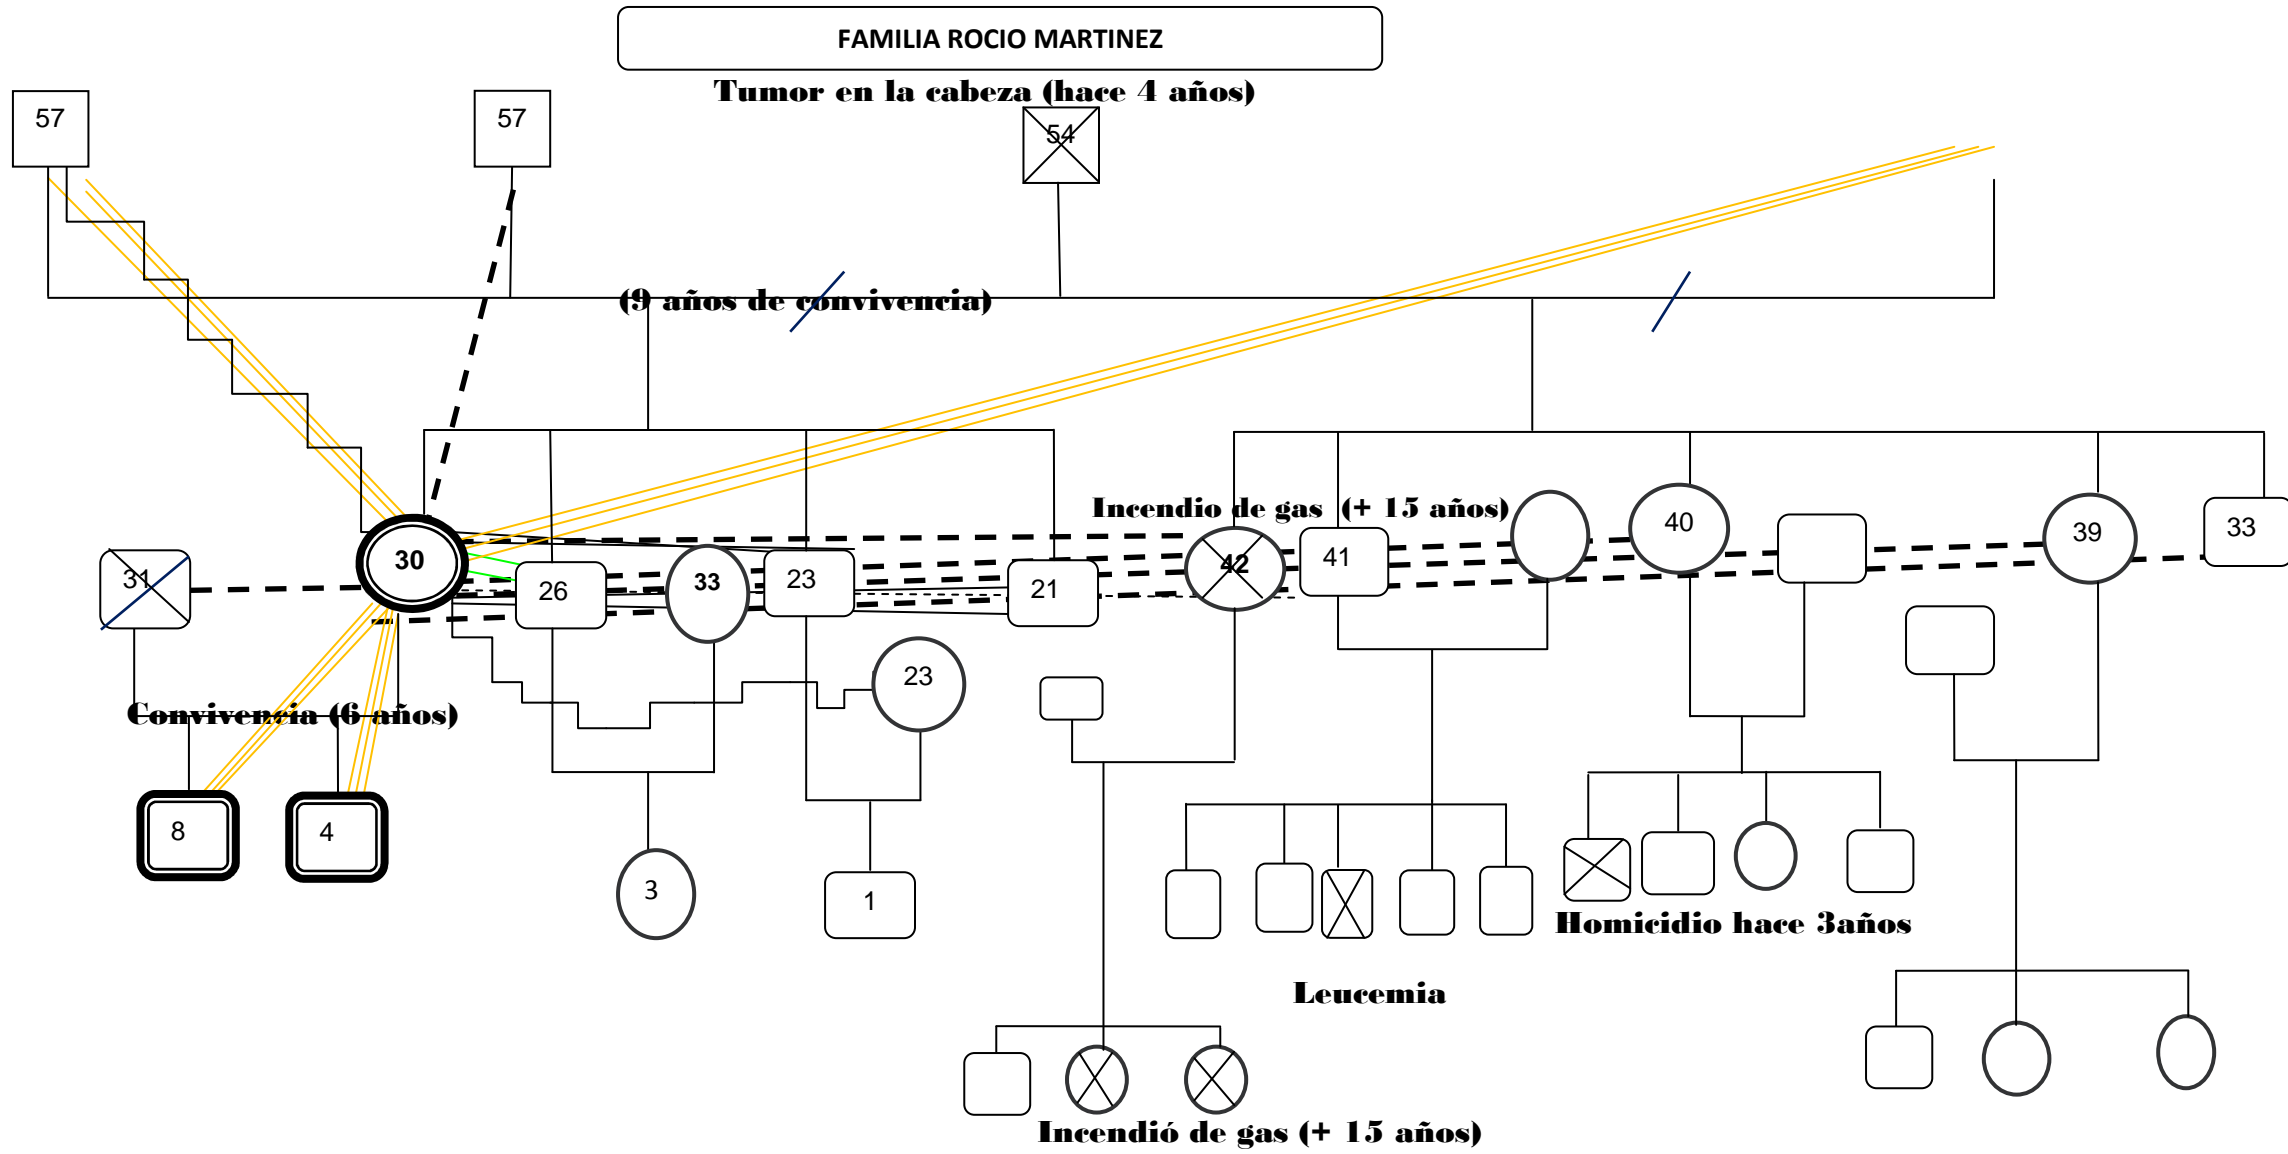 FAMILIA ROCIO MARTINEZ
Tumor en la cabeza (hace 4 años)
57
57
54
(9 años de convivencia)
Incendio de gas (+ 15 años)
40
33
39
30
31
26
33
23
21
42
41
23
Convivencia (6 años)
8
4
3
1
Homicidio hace 3años
Leucemia
Incendió de gas (+ 15 años)